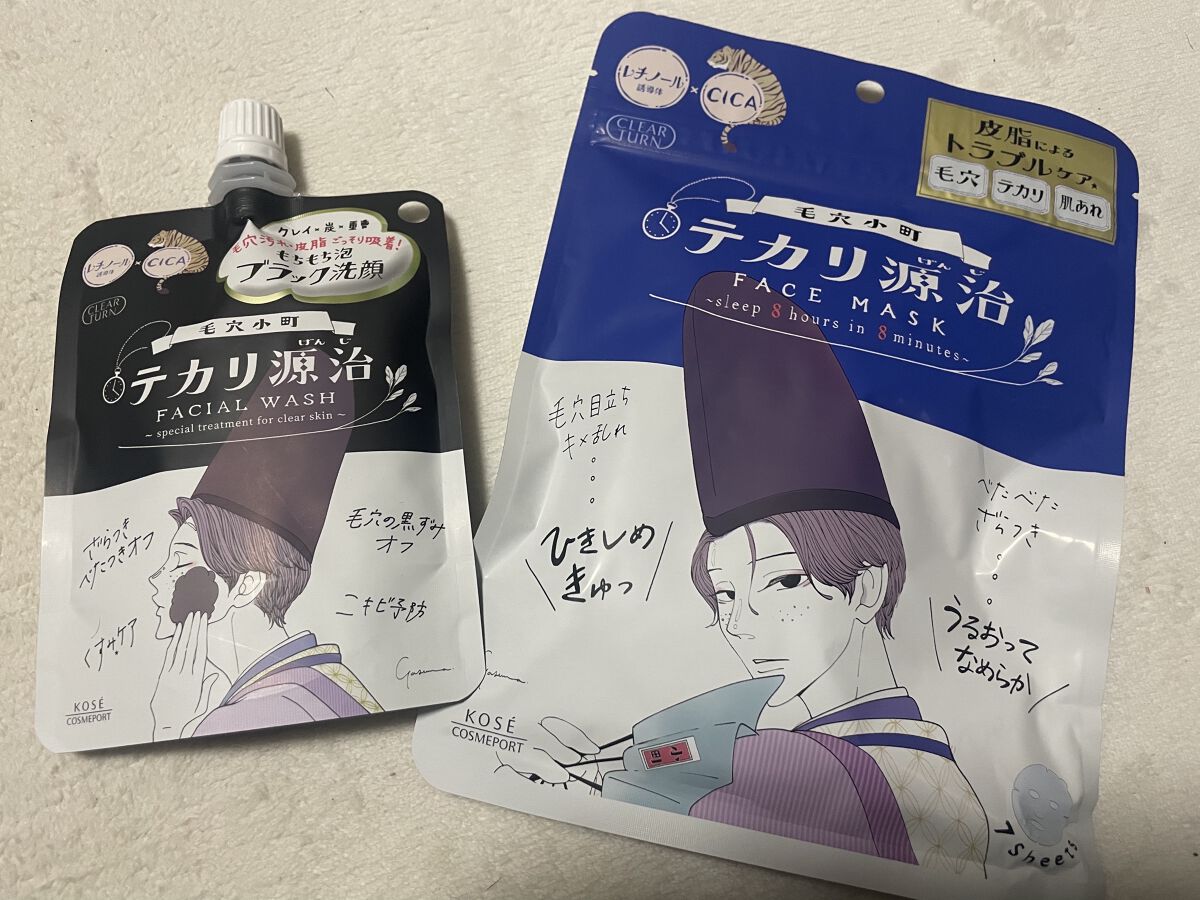 レチノール
誘導体
×
CICA
CLEAR
TURN
クレイ×炭×重曹
毛穴汚れ、皮脂ごっそり吸着!
もちもち泡
ブラック洗顔
毛穴小町
げんじ
テカリ源治
FACIAL WASH
~ special treatment for clear skin ~
ざらつき
べたつきオフ
くすみケア
毛穴の黒ずみ
オフ
ニキビ予防
KOSÉ
COSMEPORT
レチノール
誘導体
×
CICA
CLEAR
TURN
皮脂による
トラブルケア
毛穴
テカリ
肌あれ
毛穴小町
げんじ
テカリ源治
FACE MASK
~sleep 8 hours in 8 minutes~
毛穴目立ち
キメ乱れ
ひきしめ
きゅっ
べたべた
ざらつき
うるおって
なめらか
小町
KOSÉ
COSMEPORT
7 Sheets